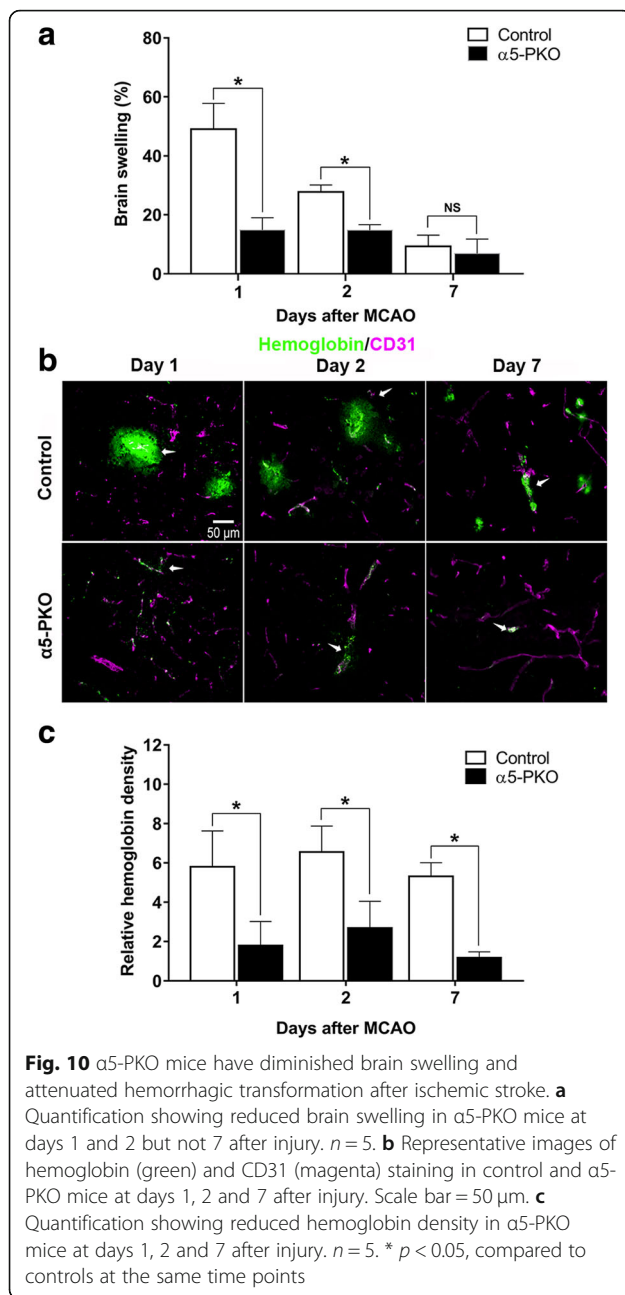 a
Control
α5-PKO
Brain swelling (%)
80
60
40
20
0
*
*
NS
1 2 7
Days after MCAO
Hemoglobin/CD31
b
Day 1 Day 2 Day 7
Control
50 µm
α5-PKO
c
Control
α5-PKO
Relative hemoglobin density
12
10
8
6
4
2
0
*
*
*
1 2 7
Days after MCAO
Fig. 10 α5-PKO mice have diminished brain swelling and
attenuated hemorrhagic transformation after ischemic stroke. a
Quantification showing reduced brain swelling in α5-PKO mice at
days 1 and 2 but not 7 after injury. n = 5. b Representative images of
hemoglobin (green) and CD31 (magenta) staining in control and α5-
PKO mice at days 1, 2 and 7 after injury. Scale bar = 50 μm. c
Quantification showing reduced hemoglobin density in α5-PKO
mice at days 1, 2 and 7 after injury. n = 5. * p < 0.05, compared to
controls at the same time points